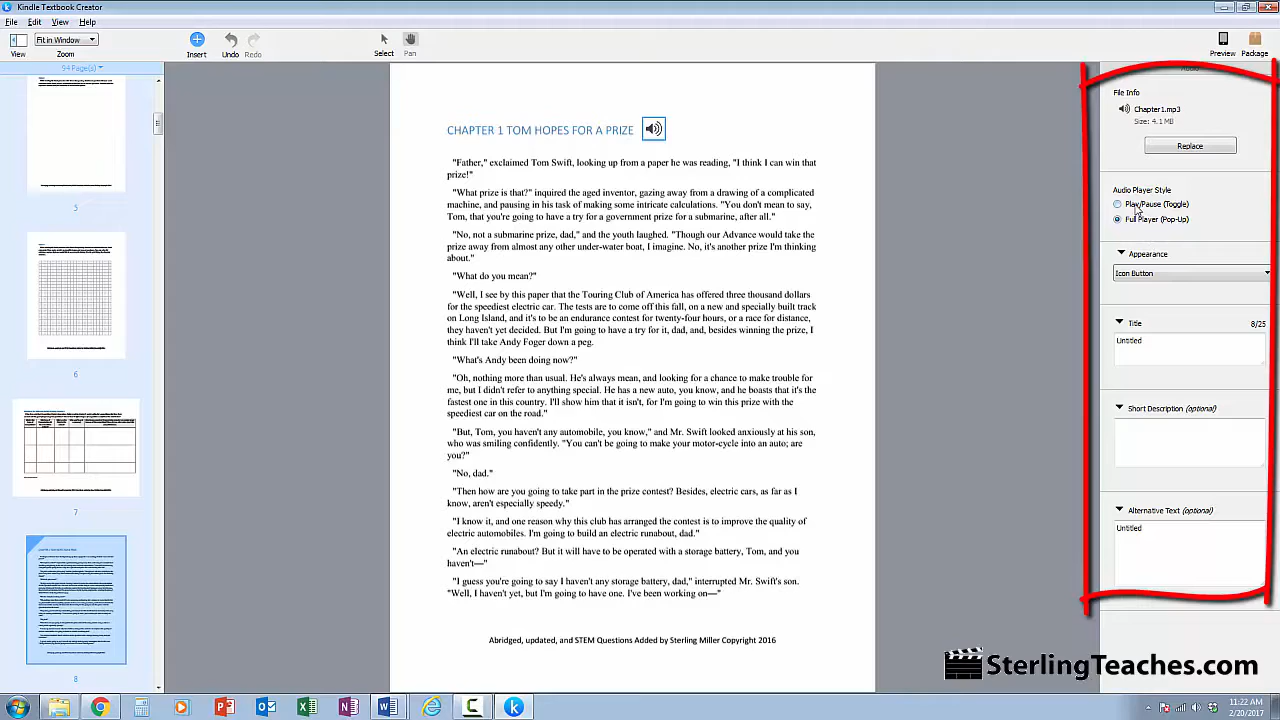 Kindle Textbook Creator
File Edit View Help
Fit in Window
View Zoom Insert Undo Redo Select Pan Preview Package
94 Page(s)
5
6
7
8
CHAPTER 1 TOM HOPES FOR A PRIZE
"Father," exclaimed Tom Swift, looking up from a paper he was reading, "I think I can win that
prize!"
"What prize is that?" inquired the aged inventor, gazing away from a drawing of a complicated
machine, and pausing in his task of making some intricate calculations. "You don't mean to say,
Tom, that you're going to have a try for a government prize for a submarine, after all."
"No, not a submarine prize, dad," and the youth laughed. "Though our Advance would take the
prize away from almost any other under-water boat, I imagine. No, it's another prize I'm thinking
about."
"What do you mean?"
"Well, I see by this paper that the Touring Club of America has offered three thousand dollars
for the speediest electric car. The tests are to come off this fall, on a new and specially built track
on Long Island, and it's to be an endurance contest for twenty-four hours, or a race for distance,
they haven't yet decided. But I'm going to have a try for it, dad, and, besides winning the prize, I
think I'll take Andy Foger down a peg.
"What's Andy been doing now?"
"Oh, nothing more than usual. He's always mean, and looking for a chance to make trouble for
me, but I didn't refer to anything special. He has a new auto, you know, and he boasts that it's the
fastest one in this country. I'll show him that it isn't, for I'm going to win this prize with the
speediest car on the road."
"But, Tom, you haven't any automobile, you know," and Mr. Swift looked anxiously at his son,
who was smiling confidently. "You can't be going to make your motor-cycle into an auto; are
you?"
"No, dad."
"Then how are you going to take part in the prize contest? Besides, electric cars, as far as I
know, aren't especially speedy."
"I know it, and one reason why this club has arranged the contest is to improve the quality of
electric automobiles. I'm going to build an electric runabout, dad."
"An electric runabout? But it will have to be operated with a storage battery, Tom, and you
haven't—"
"I guess you're going to say I haven't any storage battery, dad," interrupted Mr. Swift's son.
"Well, I haven't yet, but I'm going to have one. I've been working on—"
Abridged, updated, and STEM Questions Added by Sterling Miller Copyright 2016
File Info
Chapter1.mp3
Size: 4.1 MB
Replace
Audio Player Style
Play/Pause (Toggle)
Full Player (Pop-Up)
Appearance
Icon Button
Title 8/25
Untitled
Short Description (optional)
Alternative Text (optional)
Untitled
SterlingTeaches.com
11:22 AM
2/20/2017